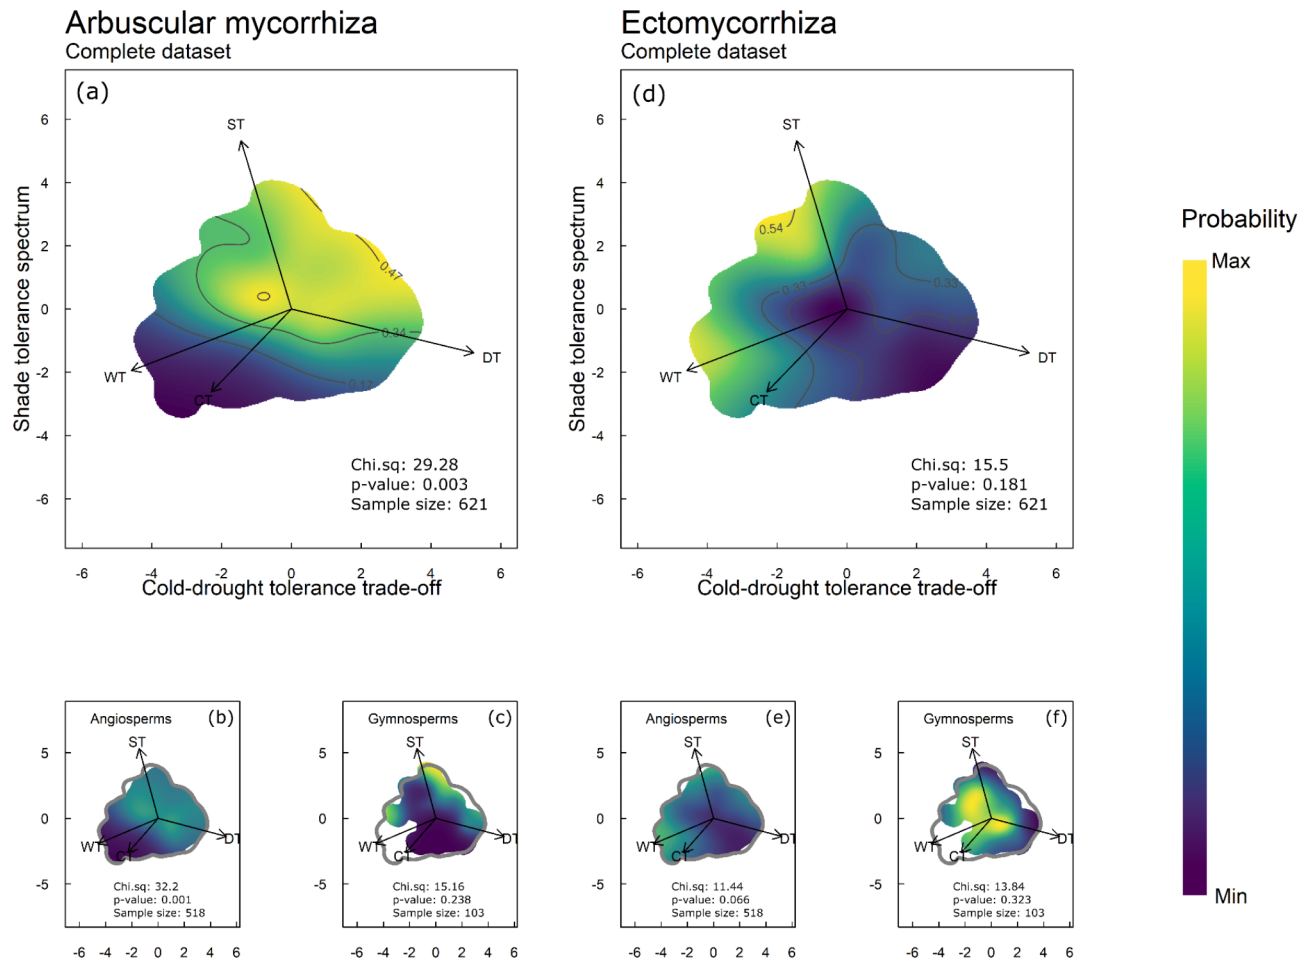 Arbuscular mycorrhiza
Complete dataset
Ectomycorrhiza
Complete dataset
(a)
ST
DT
WT
CT
0.47
0.34
0.17
Chi.sq: 29.28
p-value: 0.003
Sample size: 621
Shade tolerance spectrum
6
4
2
0
-2
-4
-6
-6 -4 -2 0 2 4 6
Cold-drought tolerance trade-off
(d)
ST
DT
WT
CT
0.54
0.33
0.33
Chi.sq: 15.5
p-value: 0.181
Sample size: 621
Shade tolerance spectrum
6
4
2
0
-2
-4
-6
-6 -4 -2 0 2 4 6
Cold-drought tolerance trade-off
Probability
Max
Min
Angiosperms (b)
ST
DT
WT
CT
Chi.sq: 32.2
p-value: 0.001
Sample size: 518
5
0
-5
-6 -4 -2 0 2 4 6
Gymnosperms (c)
ST
DT
WT
CT
Chi.sq: 15.16
p-value: 0.238
Sample size: 103
5
0
-5
-6 -4 -2 0 2 4 6
Angiosperms (e)
ST
DT
WT
CT
Chi.sq: 11.44
p-value: 0.066
Sample size: 518
5
0
-5
-6 -4 -2 0 2 4 6
Gymnosperms (f)
ST
DT
WT
CT
Chi.sq: 13.84
p-value: 0.323
Sample size: 103
5
0
-5
-6 -4 -2 0 2 4 6